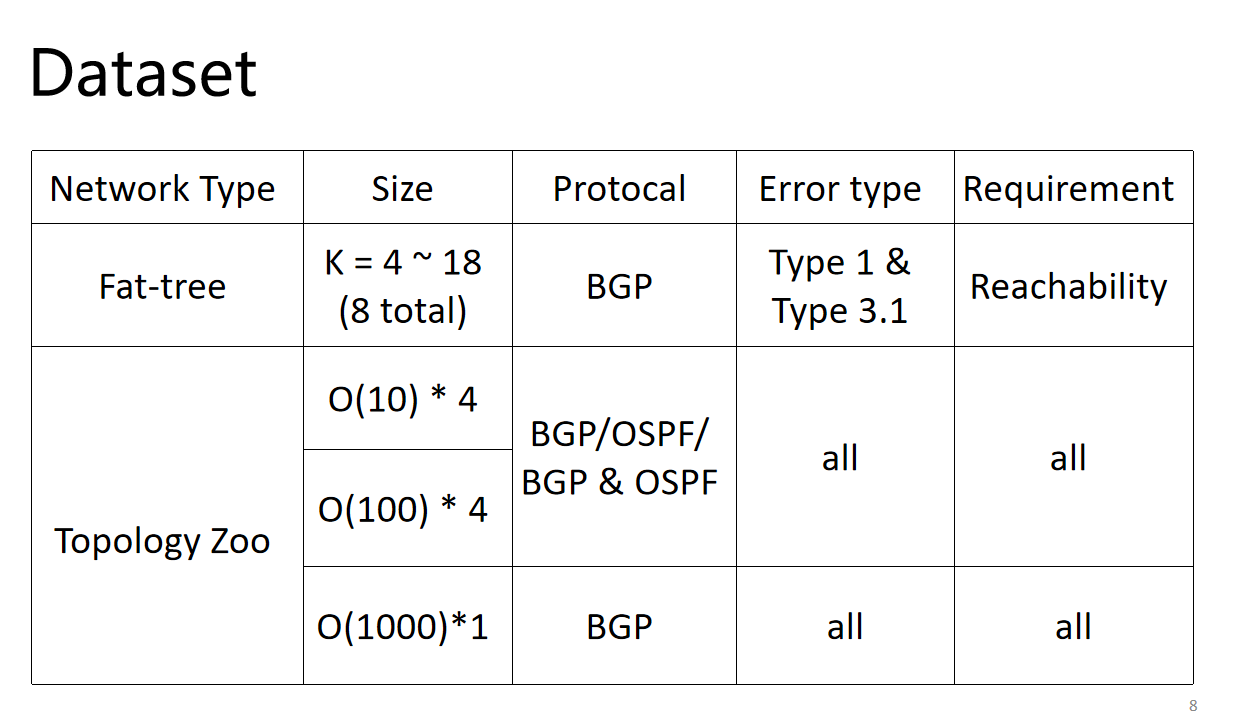 Dataset
Network Type
Size
Protocal
Error type
Requirement
Fat-tree
K = 4 ~ 18
(8 total)
BGP
Type 1 &
Type 3.1
Reachability
Topology Zoo
O(10) * 4
BGP/OSPF/
BGP & OSPF
all
all
O(100) * 4
O(1000)*1
BGP
all
all
8